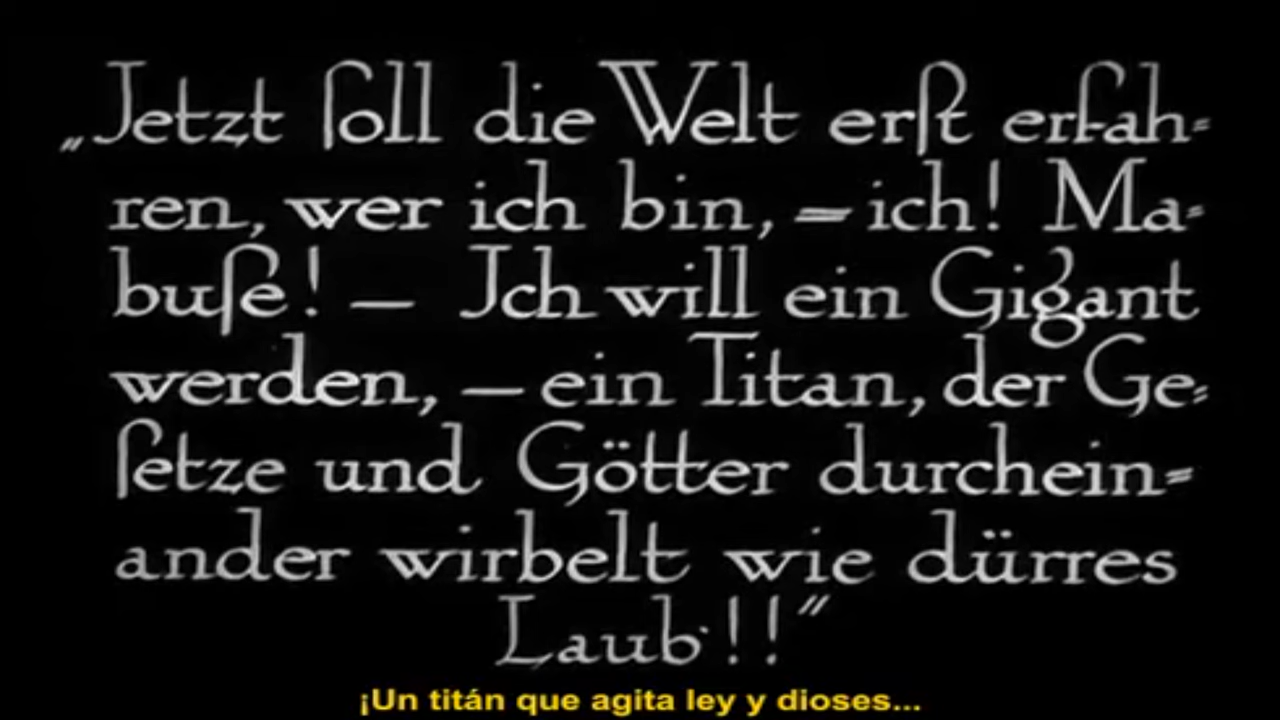 „Jetzt ſoll die Welt erſt erfah-
ren, wer ich bin, – ich! Ma-
buſe! – Ich will ein Gigant
werden, – ein Titan, der Ge-
ſetze und Götter durchein-
ander wirbelt wie dürres
Laub!!”
¡Un titán que agita ley y dioses...